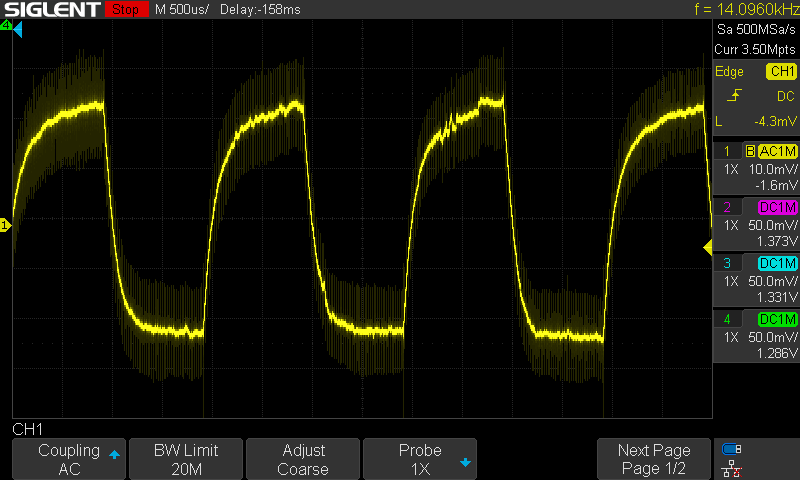 SIGLENT Stop M 500us/ Delay:-158ms f = 14.0960kHz
Sa 500MSa/s
Curr 3.50Mpts
Edge CH1
DC
L -4.3mV
1 B AC1M
1X 10.0mV/
-1.6mV
2 DC1M
1X 50.0mV/
1.373V
3 DC1M
1X 50.0mV/
1.331V
4 DC1M
1X 50.0mV/
1.286V
4
1
CH1
Coupling
AC
BW Limit
20M
Adjust
Coarse
Probe
1X
Next Page
Page 1/2